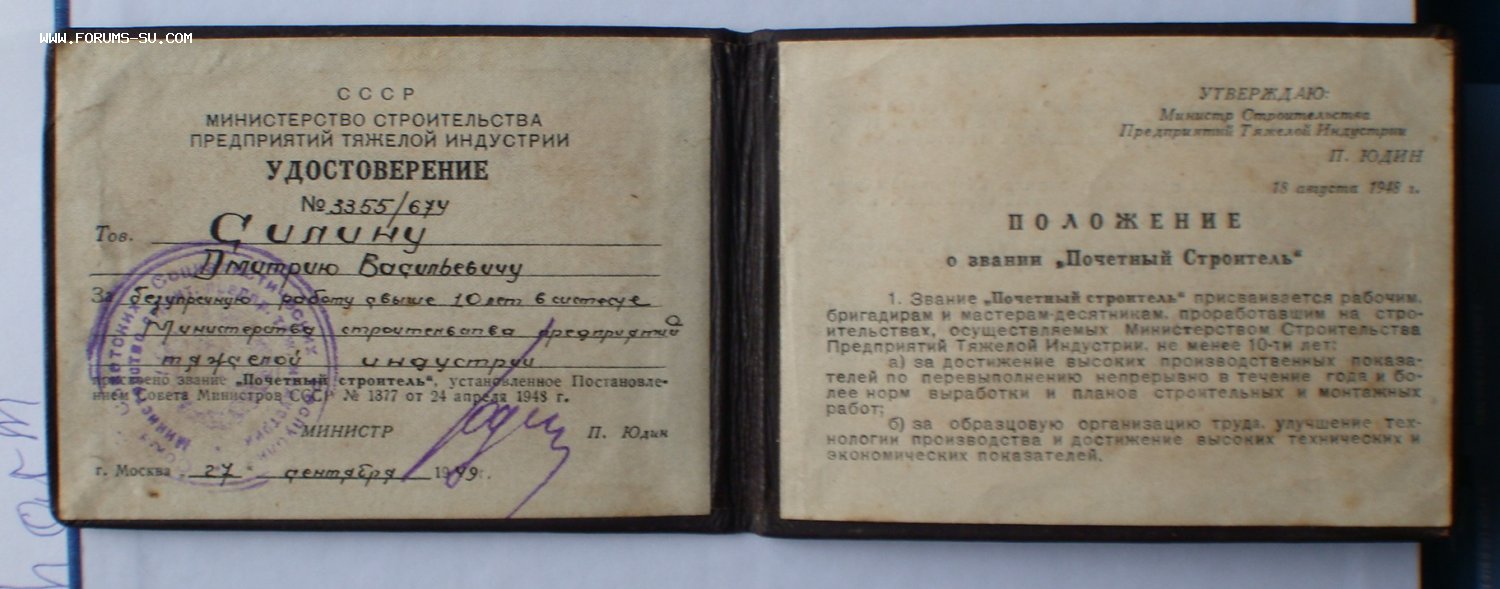 WWW.FORUMS-SU.COM
СССР
МИНИСТЕРСТВО СТРОИТЕЛЬСТВА
ПРЕДПРИЯТИЙ ТЯЖЕЛОЙ ИНДУСТРИИ
УДОСТОВЕРЕНИЕ
№ 3355/674
Тов. Силину
Дмитрию Васильевичу
За безупречную работу свыше 10 лет в системе
Министерства строительства предприятий
тяжелой индустрии
присвоено звание „Почетный строитель“, установленное Постановле-
нием Совета Министров СССР № 1377 от 24 апреля 1948 г.
МИНИСТР П. Юдин
г. Москва „27“ сентября 1949 г.
УТВЕРЖДАЮ:
Министр Строительства
Предприятий Тяжелой Индустрии
П. ЮДИН
18 августа 1948 г.
ПОЛОЖЕНИЕ
о звании „Почетный Строитель“
1. Звание „Почетный строитель“ присваивается рабочим,
бригадирам и мастерам-десятникам, проработавшим на стро-
ительствах, осуществляемых Министерством Строительства
Предприятий Тяжелой Индустрии, не менее 10-ти лет:
а) за достижение высоких производственных показа-
телей по перевыполнению непрерывно в течение года и бо-
лее норм выработки и планов строительных и монтажных
работ;
б) за образцовую организацию труда, улучшение тех-
нологии производства и достижение высоких технических и
экономических показателей.